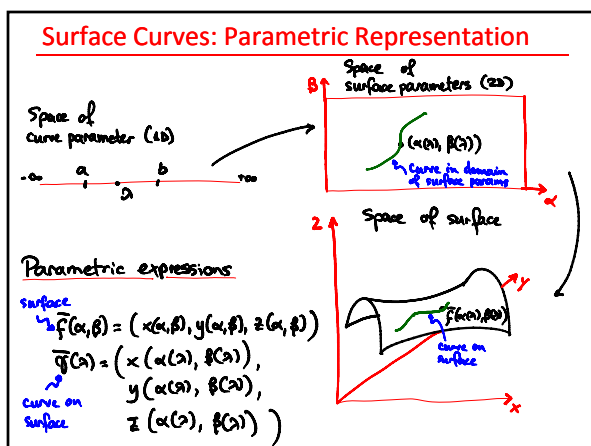 Surface Curves: Parametric Representation
Space of
curve parameter (1D)
-∞ a λ b +∞
Space of
surface parameters (2D)
β
(α(λ), β(λ))
curve in domain
of surface params
α
Space of surface
z
y
f̄(α(λ),β(λ))
curve on
surface
x
Parametric expressions
surface
f̄(α,β) = (x(α,β), y(α,β), z(α,β))
q̄(λ) = (x(α(λ), β(λ)),
y(α(λ), β(λ)),
z(α(λ), β(λ)))
curve on
surface